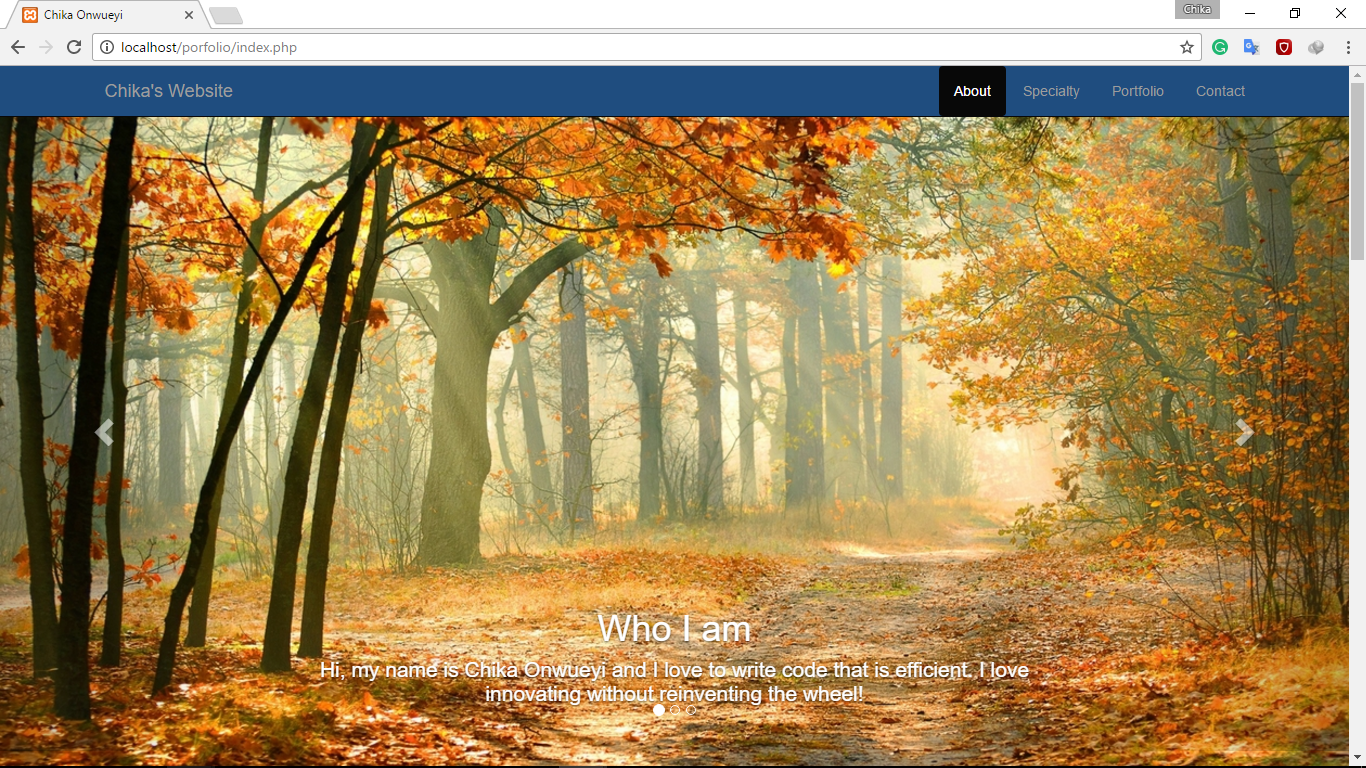 Chika Onwueyi
Chika
localhost/porfolio/index.php
Chika's Website
About
Specialty
Portfolio
Contact
Who I am
Hi, my name is Chika Onwueyi and I love to write code that is efficient. I love
innovating without reinventing the wheel!